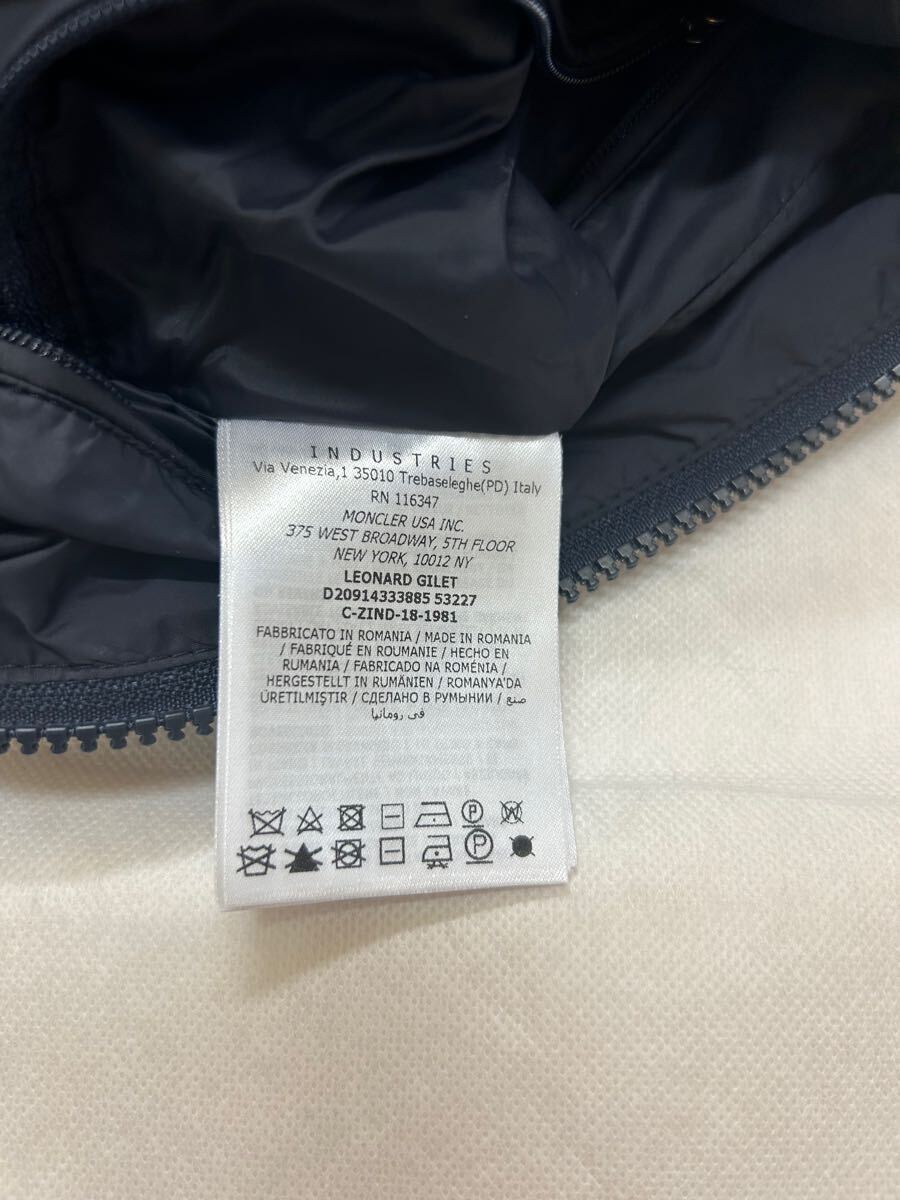 INDUSTRIES
Via Venezia,1 35010 Trebaseleghe(PD) Italy
RN 116347
MONCLER USA INC.
375 WEST BROADWAY, 5TH FLOOR
NEW YORK, 10012 NY
LEONARD GILET
D20914333885 53227
C-ZIND-18-1981
FABBRICATO IN ROMANIA / MADE IN ROMANIA
/ FABRIQUÉ EN ROUMANIE / HECHO EN
RUMANIA / FABRICADO NA ROMÉNIA /
HERGESTELLT IN RUMÄNIEN / ROMANYA'DA
ÜRETILMIŞTIR / СДЕЛАНО В РУМЫНИИ / صنع
في رومانيا
P W
P